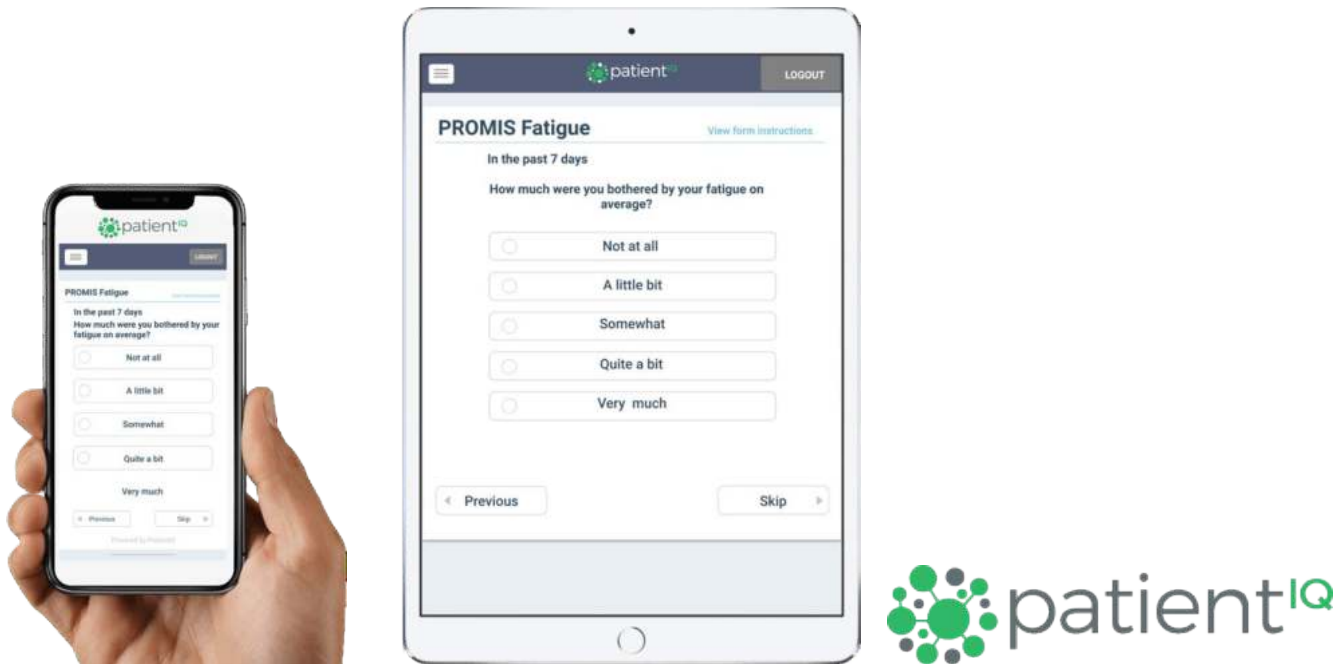 patientIQ
LOGOUT
PROMIS Fatigue
In the past 7 days
How much were you bothered by your
fatigue on average?
Not at all
A little bit
Somewhat
Quite a bit
Very much
Previous
Skip
patientIQ
LOGOUT
PROMIS Fatigue
View form instructions
In the past 7 days
How much were you bothered by your fatigue on
average?
Not at all
A little bit
Somewhat
Quite a bit
Very much
Previous
Skip
patientIQ